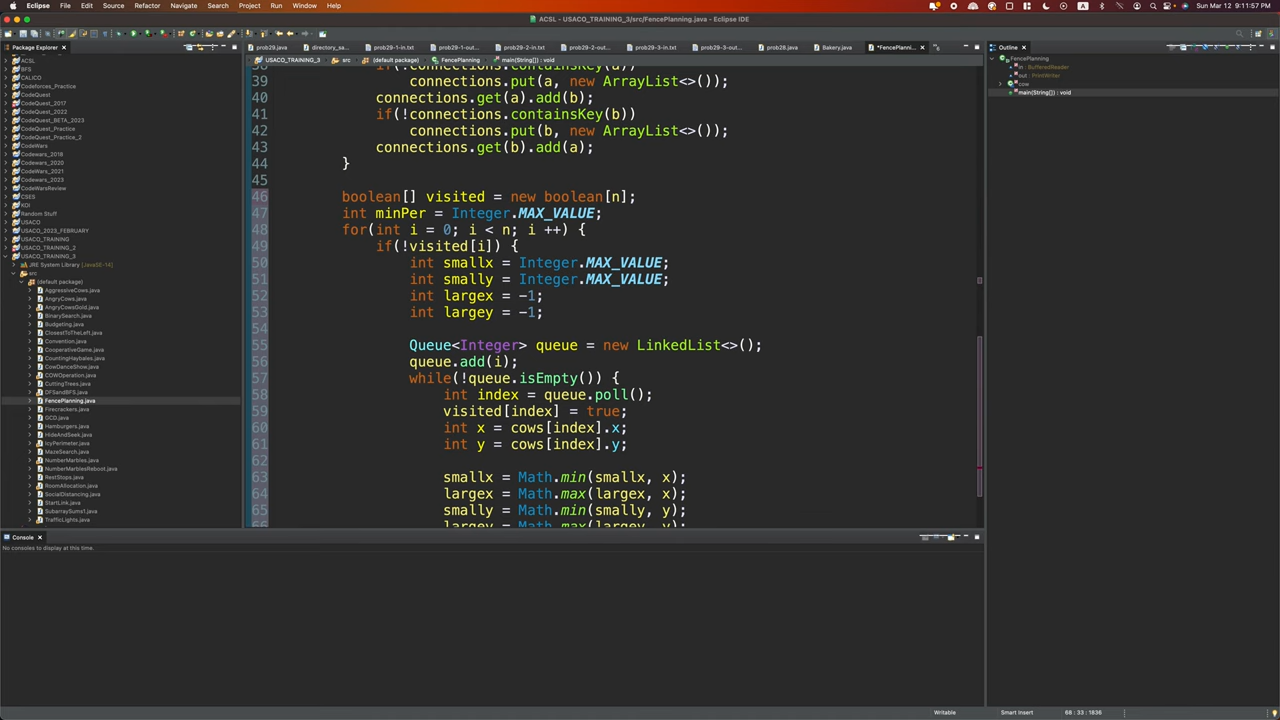 Eclipse File Edit Source Refactor Navigate Search Project Run Window Help
Sun Mar 12 9:11:57 PM
ACSL - USACO_TRAINING_3/src/FencePlanning.java - Eclipse IDE
Package Explorer
prob29.java directory_sa... prob29-1-in.txt prob29-1-out... prob29-2-in.txt prob29-2-out... prob29-3-in.txt prob29-3-out... prob28.java Bakery.java *FencePlanni...
USACO_TRAINING_3 src (default package) FencePlanning main(String[]) : void
ACSL
BFS
CALICO
Codeforces_Practice
CodeQuest
CodeQuest_2017
CodeQuest_2022
CodeQuest_BETA_2023
CodeQuest_Practice
CodeQuest_Practice_2
CodeWars
Codewars_2018
Codewars_2020
CodeWars_2021
Codewars_2023
CodeWarsReview
CSES
KOI
Random Stuff
USACO
USACO_2023_FEBRUARY
USACO_TRAINING
USACO_TRAINING_2
USACO_TRAINING_3
JRE System Library [JavaSE-14]
src
(default package)
AggressiveCows.java
AngryCows.java
AngryCowsGold.java
BinarySearch.java
Budgeting.java
ClosestToTheLeft.java
Convention.java
CooperativeGame.java
CountingHaybales.java
CowDanceShow.java
COWOperation.java
CuttingTrees.java
DFSandBFS.java
FencePlanning.java
Firecrackers.java
GCD.java
Hamburgers.java
HideAndSeek.java
IcyPerimeter.java
MazeSearch.java
NumberMarbles.java
NumberMarblesReboot.java
RestStops.java
RoomAllocation.java
SocialDistancing.java
StartLink.java
SubarraySums1.java
TrafficLights.java
38 if(!connections.containsKey(a))
39 connections.put(a, new ArrayList<>());
40 connections.get(a).add(b);
41 if(!connections.containsKey(b))
42 connections.put(b, new ArrayList<>());
43 connections.get(b).add(a);
44 }
45
46 boolean[] visited = new boolean[n];
47 int minPer = Integer.MAX_VALUE;
48 for(int i = 0; i < n; i ++) {
49 if(!visited[i]) {
50 int smallx = Integer.MAX_VALUE;
51 int smally = Integer.MAX_VALUE;
52 int largex = -1;
53 int largey = -1;
54
55 Queue<Integer> queue = new LinkedList<>();
56 queue.add(i);
57 while(!queue.isEmpty()) {
58 int index = queue.poll();
59 visited[index] = true;
60 int x = cows[index].x;
61 int y = cows[index].y;
62
63 smallx = Math.min(smallx, x);
64 largex = Math.max(largex, x);
65 smally = Math.min(smally, y);
66 largey = Math.max(largey, y);
Outline
FencePlanning
in : BufferedReader
out : PrintWriter
cow
main(String[]) : void
Console
No consoles to display at this time.
Writable Smart Insert 68 : 33 : 1836